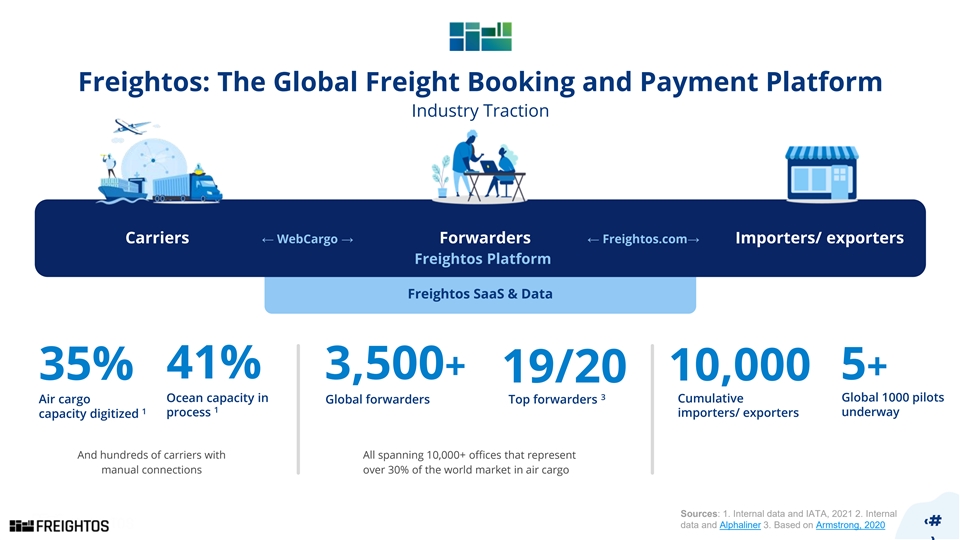 Freightos: The Global Freight Booking and Payment Platform
Industry Traction
Carriers
← WebCargo →
Forwarders
← Freightos.com→
Importers/ exporters
Freightos Platform
Freightos SaaS & Data
35%
Air cargo
capacity digitized 1
41%
Ocean capacity in
process 1
And hundreds of carriers with
manual connections
3,500+
Global forwarders
19/20
Top forwarders 3
All spanning 10,000+ offices that represent
over 30% of the world market in air cargo
10,000
Cumulative
importers/ exporters
5+
Global 1000 pilots
underway
FREIGHTOS
Sources: 1. Internal data and IATA, 2021 2. Internal
data and Alphaliner 3. Based on Armstrong, 2020
‹#
›